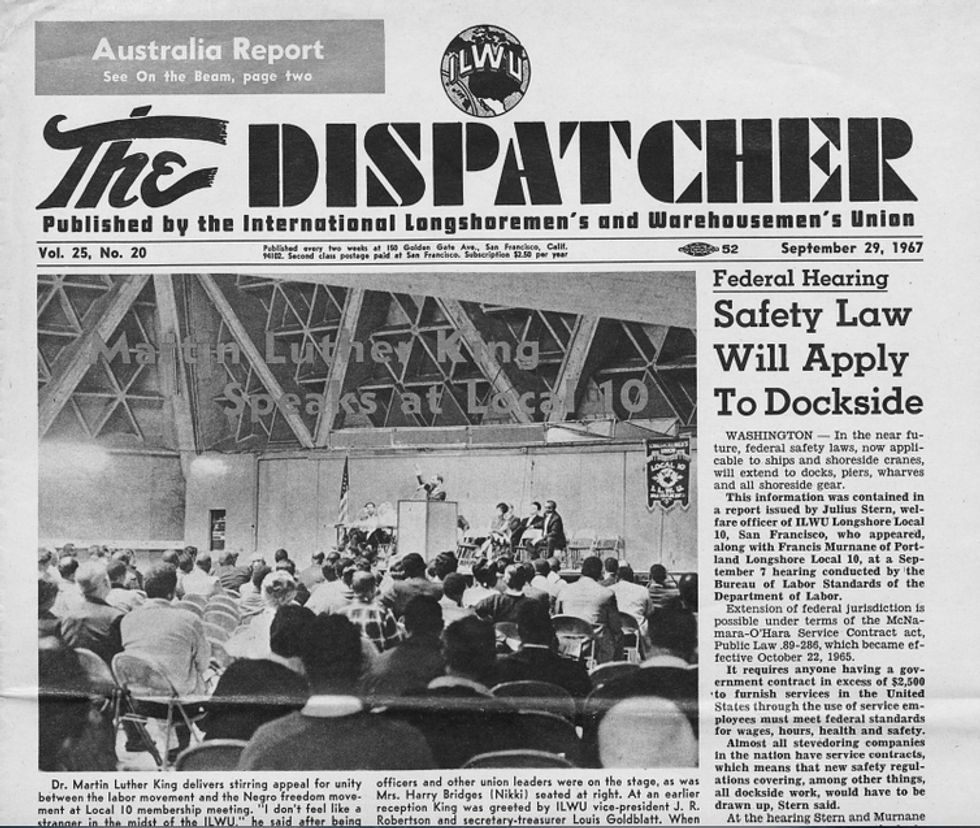 Australia Report
See On the Beam, page two
ILWU
The DISPATCHER
Published by the International Longshoremen's and Warehousemen's Union
Vol. 25, No. 20
Published every two weeks at 150 Golden Gate Ave., San Francisco, Calif.
94102. Second class postage paid at San Francisco. Subscription $2.50 per year
52
September 29, 1967
Martin Luther King
Speaks at Local 10
LOCAL 10
Dr. Martin Luther King delivers stirring appeal for unity
between the labor movement and the Negro freedom move-
ment at Local 10 membership meeting. "I don't feel like a
stranger in the midst of the ILWU," he said after being
officers and other union leaders were on the stage, as was
Mrs. Harry Bridges (Nikki) seated at right. At an earlier
reception King was greeted by ILWU vice-president J. R.
Robertson and secretary-treasurer Louis Goldblatt. When
Federal Hearing
Safety Law
Will Apply
To Dockside
WASHINGTON — In the near fu-
ture, federal safety laws, now appli-
cable to ships and shoreside cranes,
will extend to docks, piers, wharves
and all shoreside gear.
This information was contained in
a report issued by Julius Stern, wel-
fare officer of ILWU Longshore Local
10, San Francisco, who appeared,
along with Francis Murnane of Port-
land Longshore Local 10, at a Sep-
tember 7 hearing conducted by the
Bureau of Labor Standards of the
Department of Labor.
Extension of federal jurisdiction is
possible under terms of the McNa-
mara-O'Hara Service Contract act,
Public Law .89-286, which became ef-
fective October 22, 1965.
It requires anyone having a gov-
ernment contract in excess of $2,500
to furnish services in the United
States through the use of service em-
ployees must meet federal standards
for wages, hours, health and safety.
Almost all stevedoring companies
in the nation have service contracts,
which means that new safety regul-
ations covering, among other things,
all dockside work, would have to be
drawn up, Stern said.
At the hearing Stern and Murnane